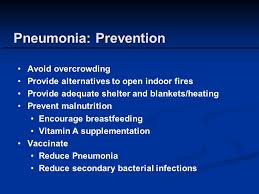 Pneumonia: Prevention
• Avoid overcrowding
• Provide alternatives to open indoor fires
• Provide adequate shelter and blankets/heating
• Prevent malnutrition
• Encourage breastfeeding
• Vitamin A supplementation
• Vaccinate
• Reduce Pneumonia
• Reduce secondary bacterial infections